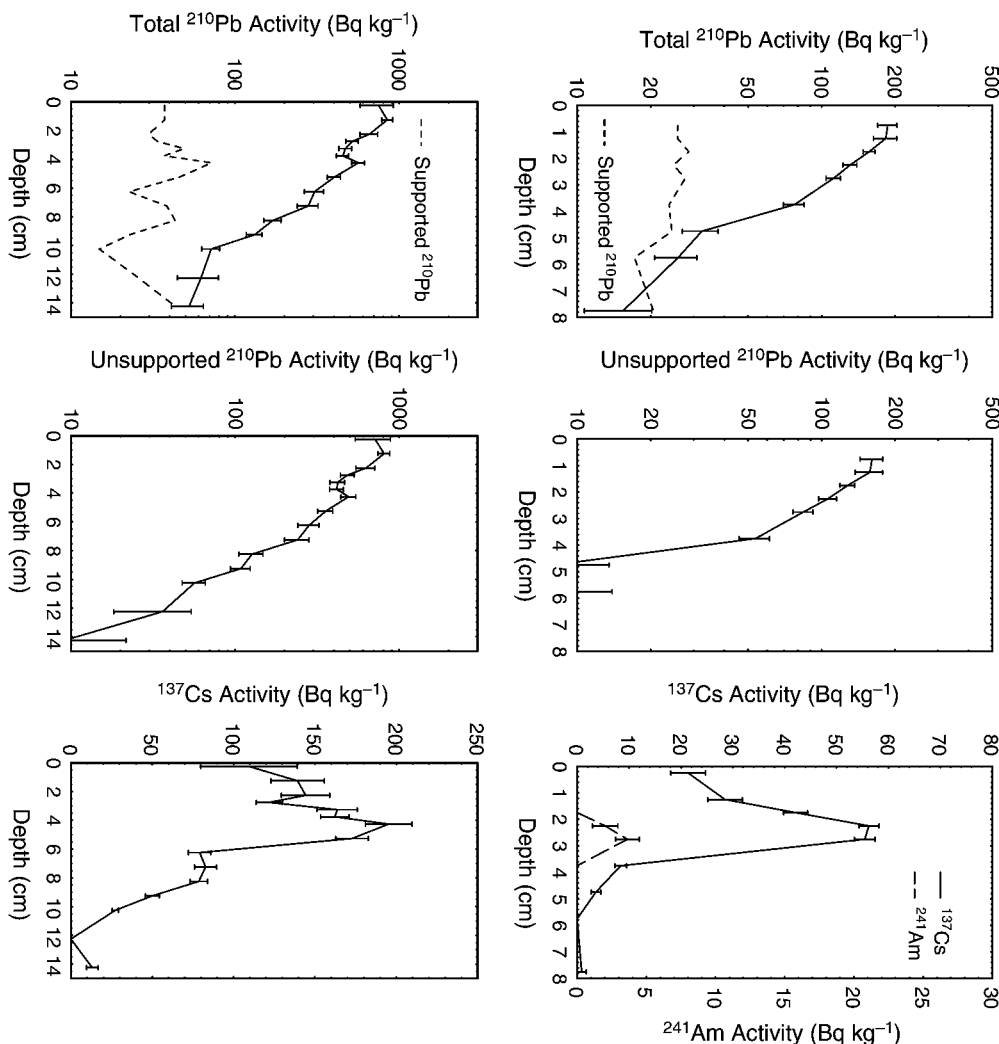 Total ²¹⁰Pb Activity (Bq kg⁻¹)
10 100 1000
0 2 4 6 8 10 12 14
Depth (cm)
Supported ²¹⁰Pb
Unsupported ²¹⁰Pb Activity (Bq kg⁻¹)
10 100 1000
0 2 4 6 8 10 12 14
Depth (cm)
¹³⁷Cs Activity (Bq kg⁻¹)
0 50 100 150 200 250
0 2 4 6 8 10 12 14
Depth (cm)
Total ²¹⁰Pb Activity (Bq kg⁻¹)
10 20 50 100 200 500
0 1 2 3 4 5 6 7 8
Depth (cm)
Supported ²¹⁰Pb
Unsupported ²¹⁰Pb Activity (Bq kg⁻¹)
10 20 50 100 200 500
0 1 2 3 4 5 6 7 8
Depth (cm)
¹³⁷Cs Activity (Bq kg⁻¹)
0 10 20 30 40 50 60 70 80
0 1 2 3 4 5 6 7 8
Depth (cm)
¹³⁷Cs
²⁴¹Am
0 5 10 15 20 25 30
²⁴¹Am Activity (Bq kg⁻¹)